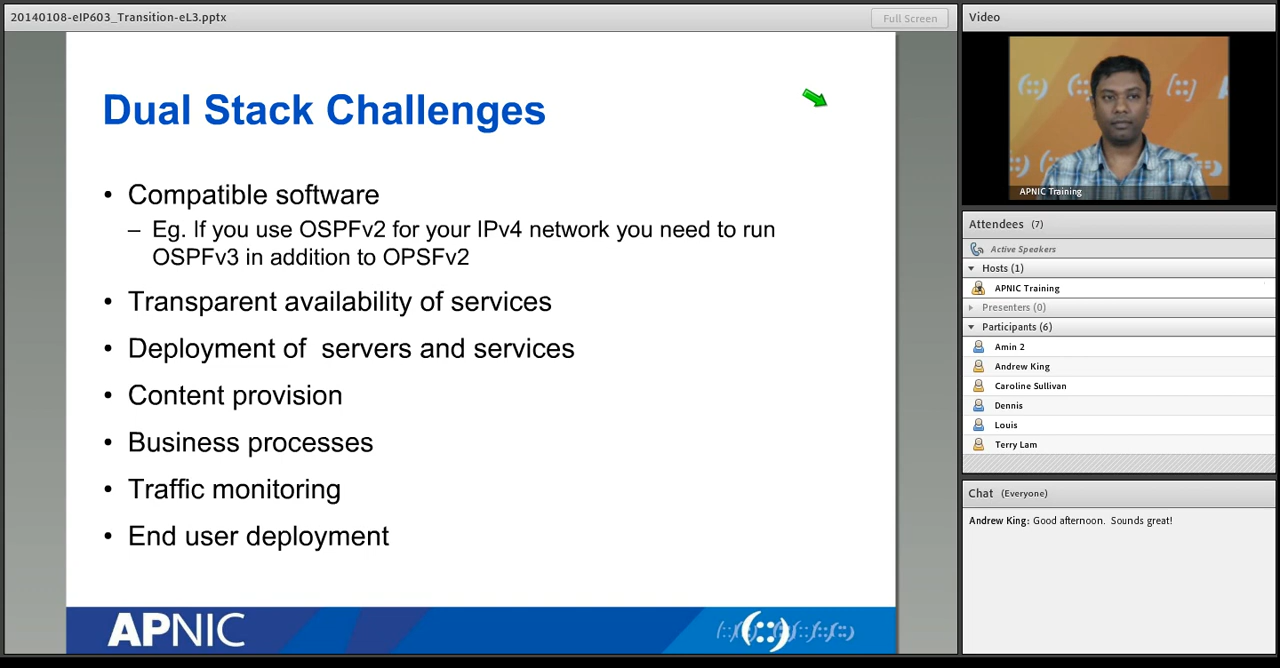 20140108-eIP603_Transition-eL3.pptx
Full Screen
Dual Stack Challenges
• Compatible software
– Eg. If you use OSPFv2 for your IPv4 network you need to run
OSPFv3 in addition to OPSFv2
• Transparent availability of services
• Deployment of  servers and services
• Content provision
• Business processes
• Traffic monitoring
• End user deployment
APNIC
(::)
Video
APNIC Training
Attendees (7)
Active Speakers
Hosts (1)
APNIC Training
Presenters (0)
Participants (6)
Amin 2
Andrew King
Caroline Sullivan
Dennis
Louis
Terry Lam
Chat (Everyone)
Andrew King: Good afternoon.  Sounds great!